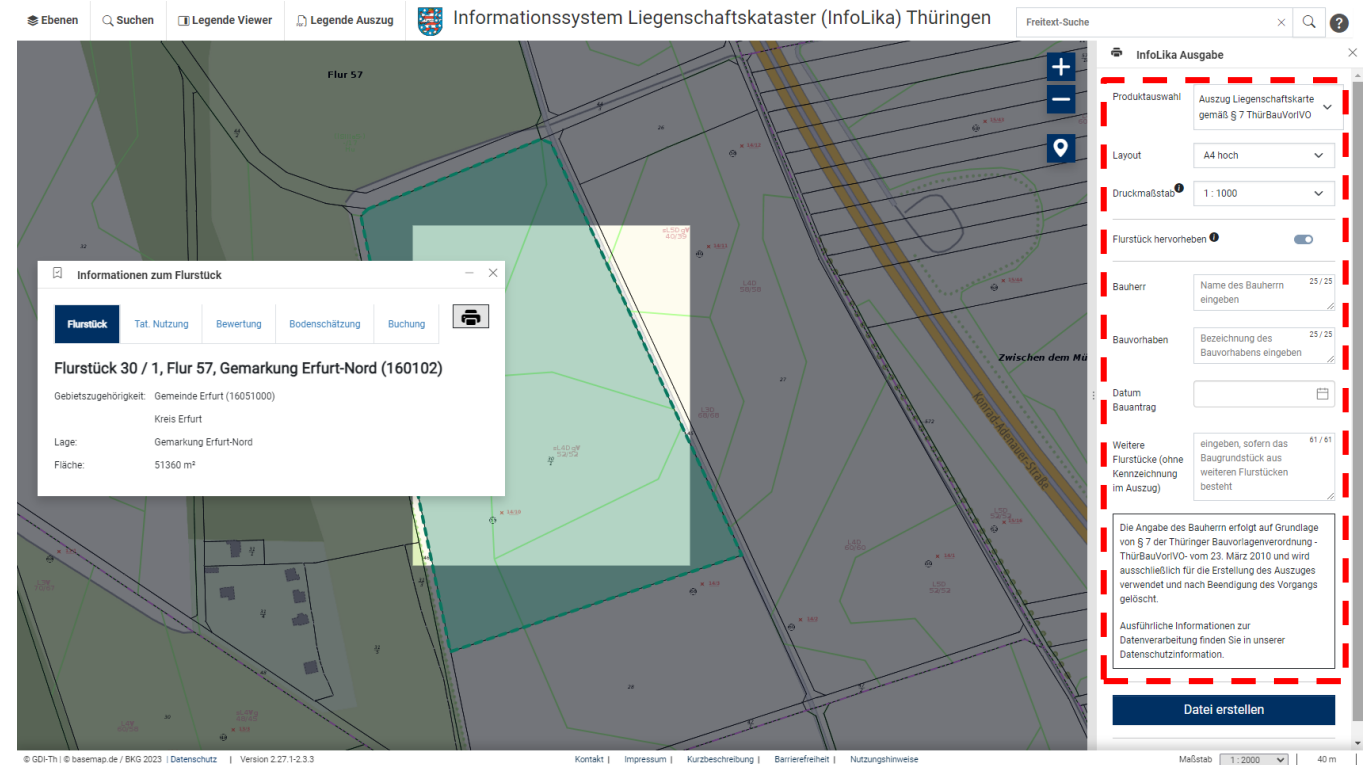 Ebenen
Suchen
Legende Viewer
Legende Auszug
Informationssystem Liegenschaftskataster (InfoLika) Thüringen
Freitext-Suche
Flur 57
Zwischen dem Mü
Konrad-Adenauer-Straße
Informationen zum Flurstück
Flurstück
Tat. Nutzung
Bewertung
Bodenschätzung
Buchung
Flurstück 30 / 1, Flur 57, Gemarkung Erfurt-Nord (160102)
Gebietszugehörigkeit: Gemeinde Erfurt (16051000)
Kreis Erfurt
Lage: Gemarkung Erfurt-Nord
Fläche: 51360 m²
InfoLika Ausgabe
Produktauswahl
Auszug Liegenschaftskarte
gemäß § 7 ThürBauVorlVO
Layout
A4 hoch
Druckmaßstab
1 : 1000
Flurstück hervorheben
Bauherr
Name des Bauherrn
eingeben
25 / 25
Bauvorhaben
Bezeichnung des
Bauvorhabens eingeben
25 / 25
Datum
Bauantrag
Weitere
Flurstücke (ohne
Kennzeichnung
im Auszug)
eingeben, sofern das
Baugrundstück aus
weiteren Flurstücken
besteht
61 / 61
Die Angabe des Bauherrn erfolgt auf Grundlage
von § 7 der Thüringer Bauvorlagenverordnung -
ThürBauVorlVO- vom 23. März 2010 und wird
ausschließlich für die Erstellung des Auszuges
verwendet und nach Beendigung des Vorgangs
gelöscht.
Ausführliche Informationen zur
Datenverarbeitung finden Sie in unserer
Datenschutzinformation.
Datei erstellen
© GDI-Th | © basemap.de / BKG 2023 | Datenschutz | Version 2.27.1-2.3.3
Kontakt | Impressum | Kurzbeschreibung | Barrierefreiheit | Nutzungshinweise
Maßstab 1 : 2000
40 m